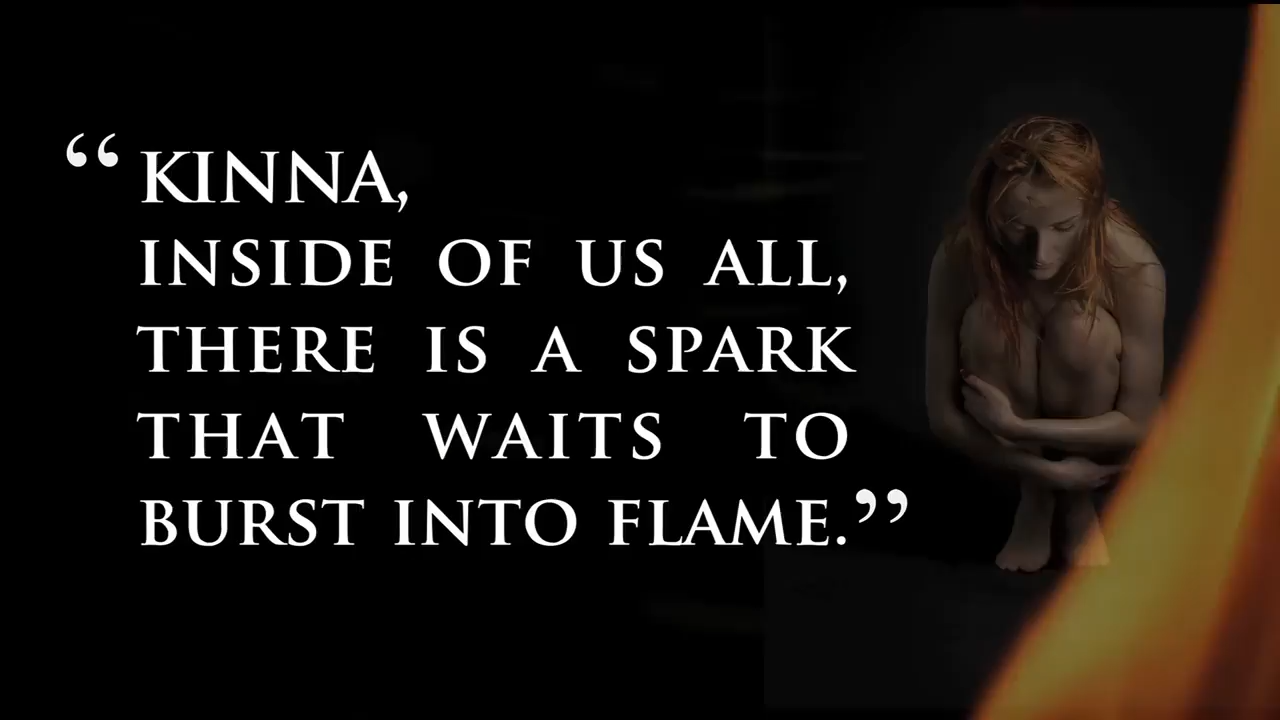 “KINNA,
INSIDE OF US ALL,
THERE IS A SPARK
THAT WAITS TO
BURST INTO FLAME.”